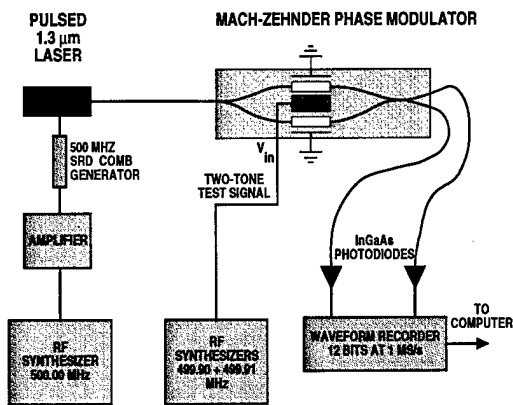 PULSED
1.3 µm
LASER
MACH-ZEHNDER PHASE MODULATOR
500 MHZ
SRD COMB
GENERATOR
V in
TWO-TONE
TEST SIGNAL
AMPLIFIER
InGaAs
PHOTODIODES
RF
SYNTHESIZER
500.00 MHz
RF
SYNTHESIZERS
499.90 + 499.91
MHz
WAVEFORM RECORDER
12 BITS AT 1 MS/s
TO
COMPUTER